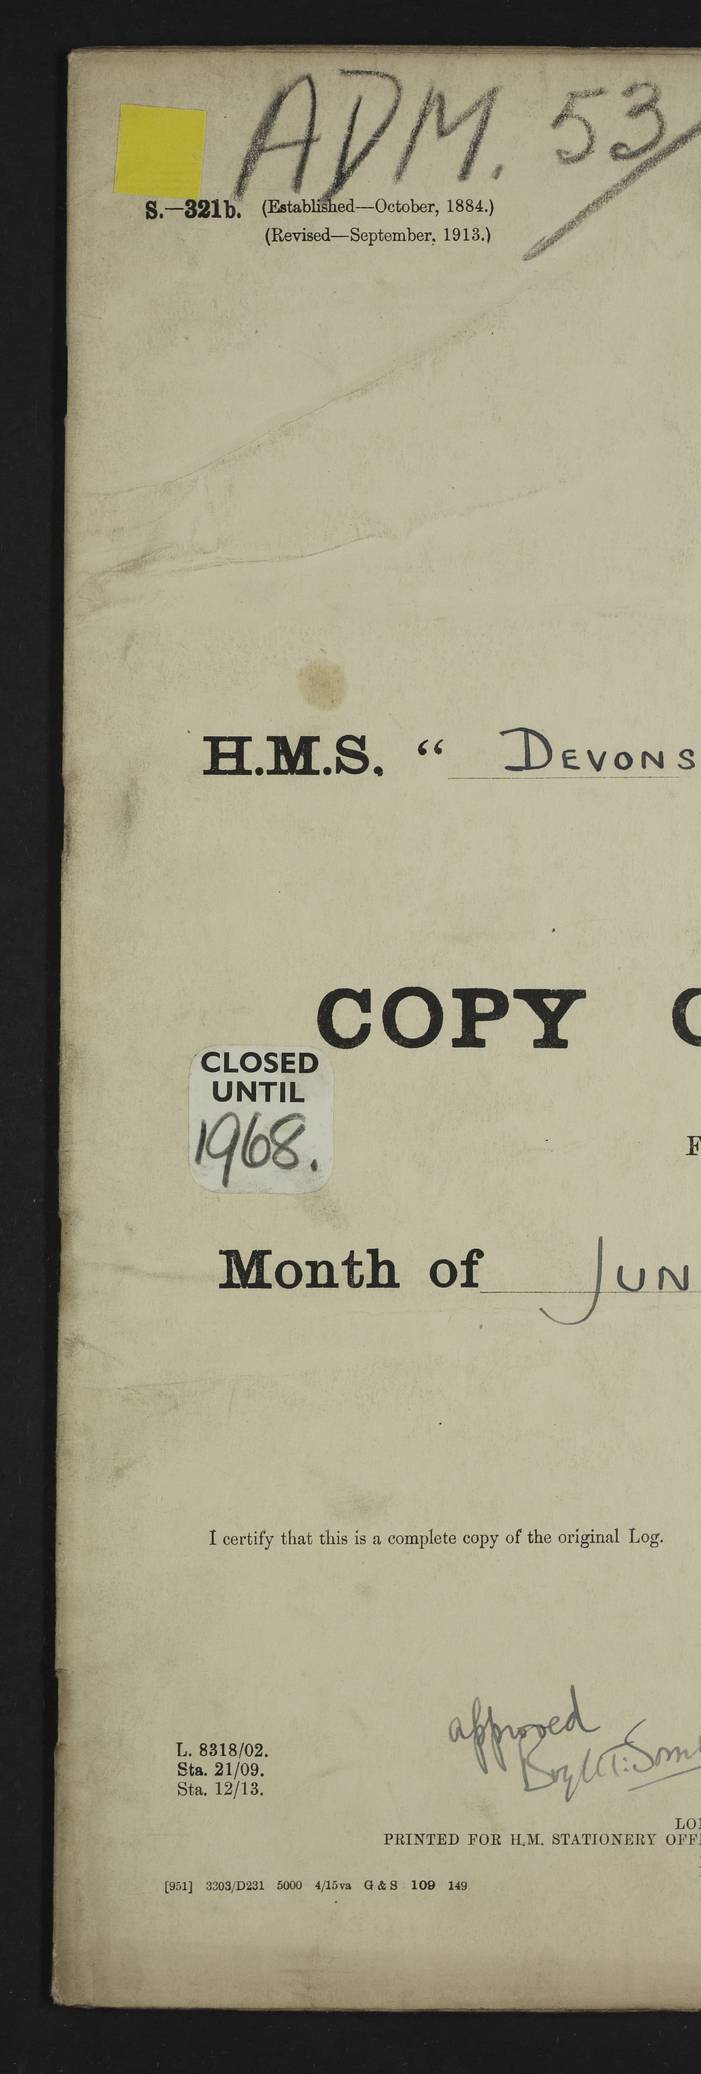 ADM. 53/
S.—321b. (Established—October, 1884.)
(Revised—September, 1913.)
H.M.S. “ DEVONS
COPY
CLOSED
UNTIL
1968.
F
Month of JUN
I certify that this is a complete copy of the original Log.
approved
L. 8318/02.
Sta. 21/09.
Sta. 12/13.
LON
PRINTED FOR H.M. STATIONERY OFF
[951] 3303/D231 5000 4/15va G & S 109 149